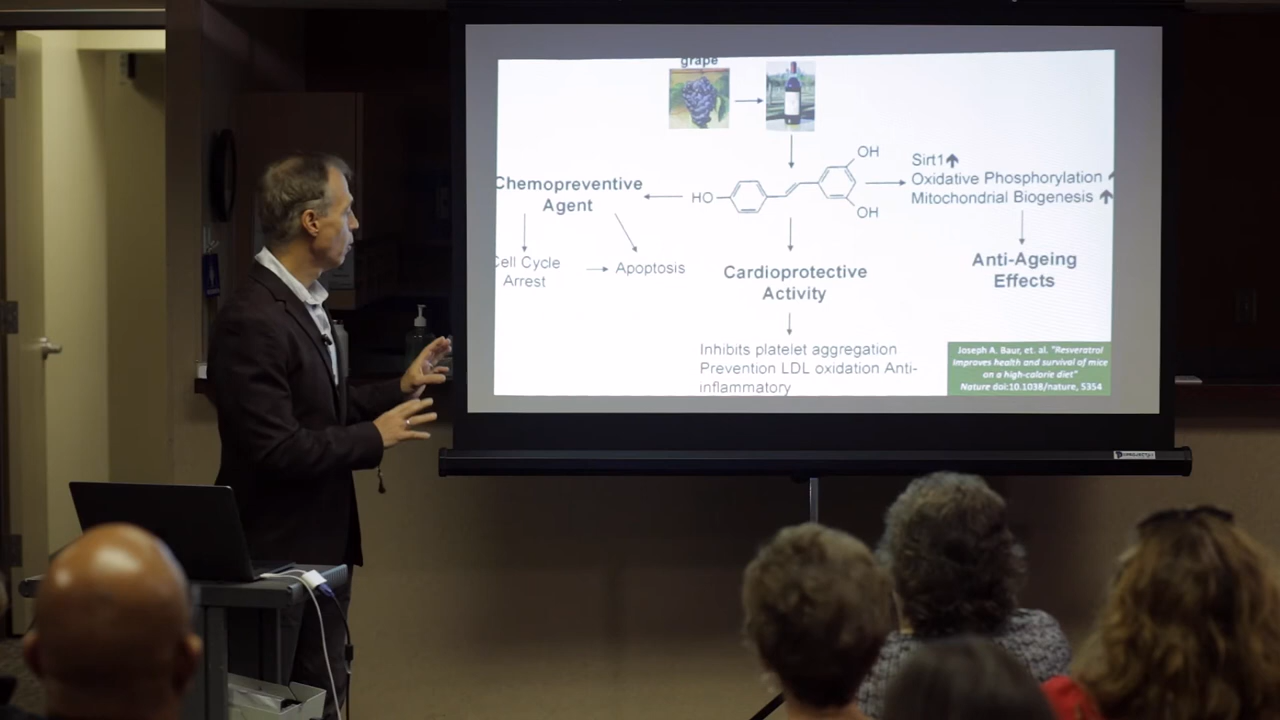 grape
OH
HO
OH
Sirt1
Oxidative Phosphorylation
Mitochondrial Biogenesis
Chemopreventive
Agent
Cell Cycle
Arrest
Apoptosis
Cardioprotective
Activity
Anti-Ageing
Effects
Inhibits platelet aggregation
Prevention LDL oxidation Anti-
inflammatory
Joseph A. Baur, et. al. "Resveratrol
improves health and survival of mice
on a high-calorie diet"
Nature doi:10.1038/nature, 5354